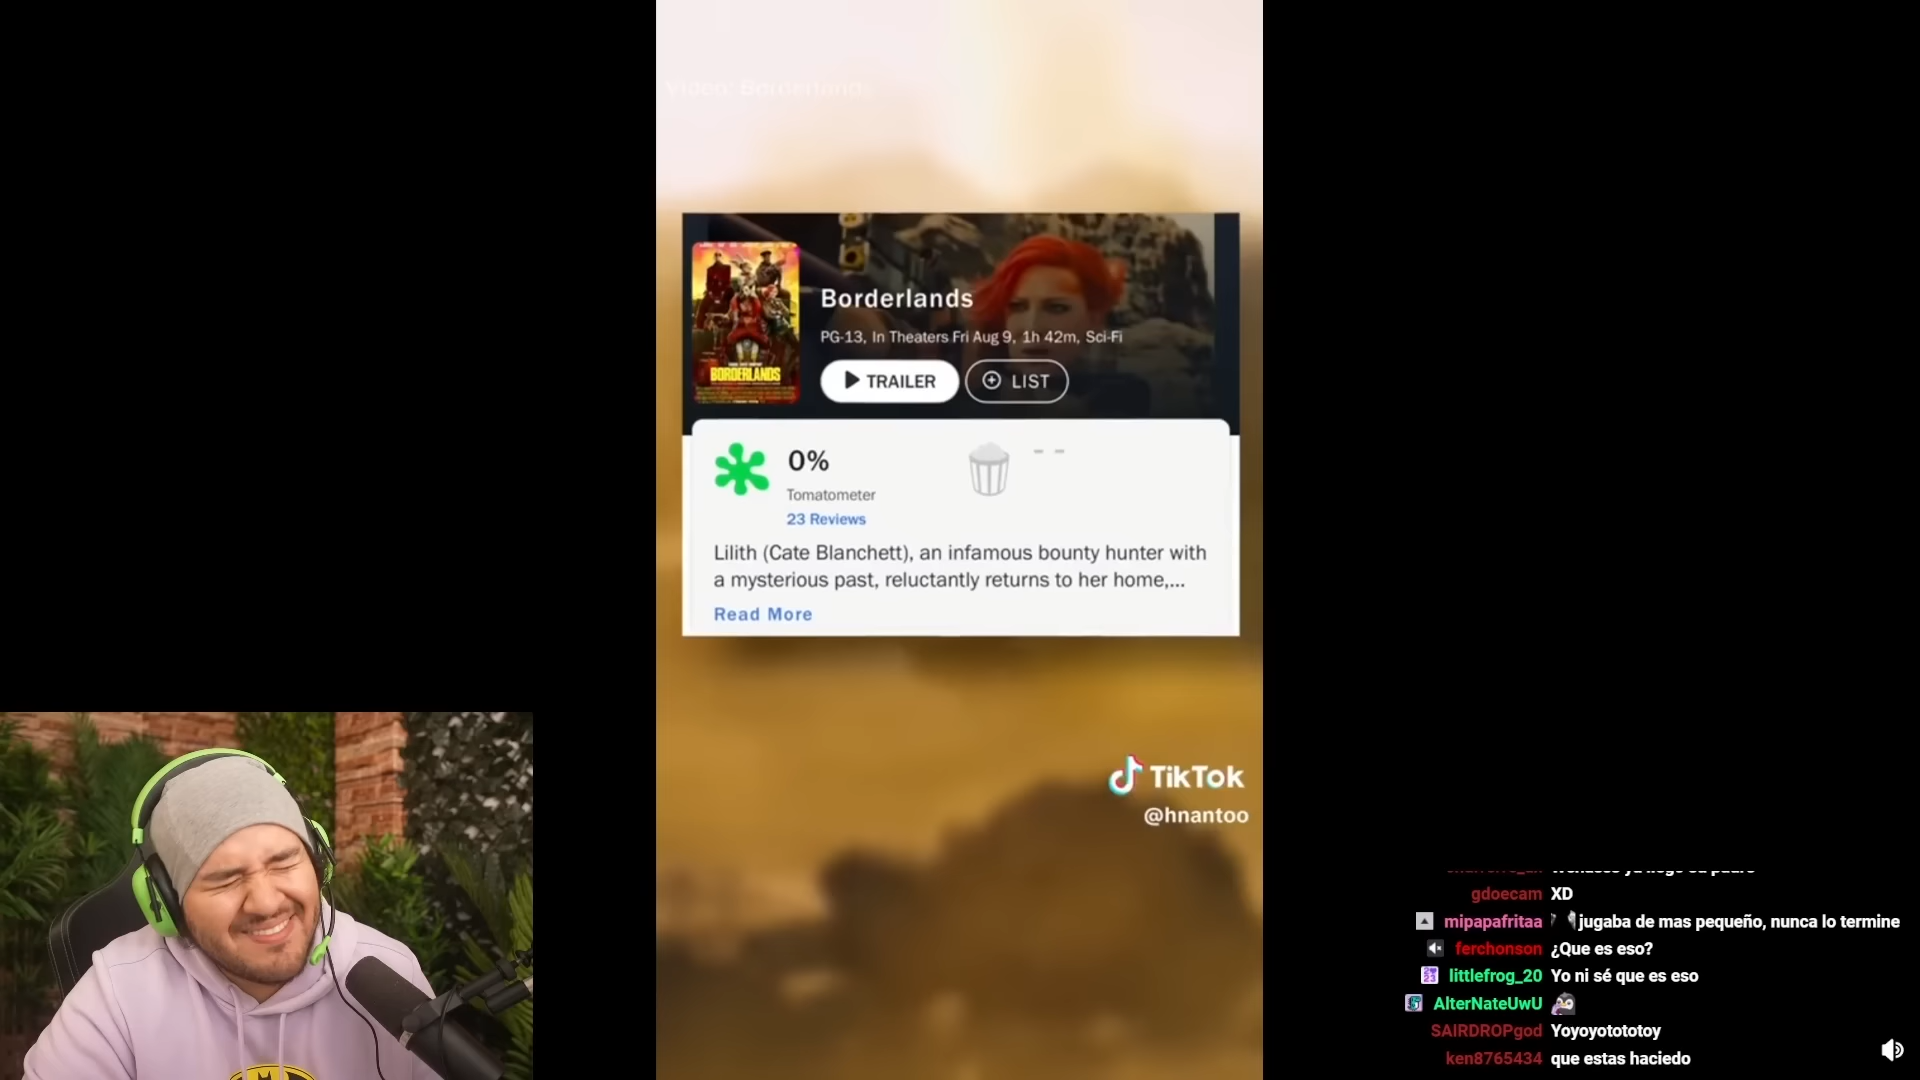 Video: Borderlands
BORDERLANDS
Borderlands
PG-13, In Theaters Fri Aug 9, 1h 42m, Sci-Fi
TRAILER
LIST
0%
- -
Tomatometer
23 Reviews
Lilith (Cate Blanchett), an infamous bounty hunter with
a mysterious past, reluctantly returns to her home,...
Read More
TikTok
@hnantoo
gdoecam XD
mipapafritaa jugaba de mas pequeño, nunca lo termine
ferchonson ¿Que es eso?
littlefrog_20 Yo ni sé que es eso
AlterNateUwU
SAIRDROPgod Yoyoyotototoy
ken8765434 que estas haciedo